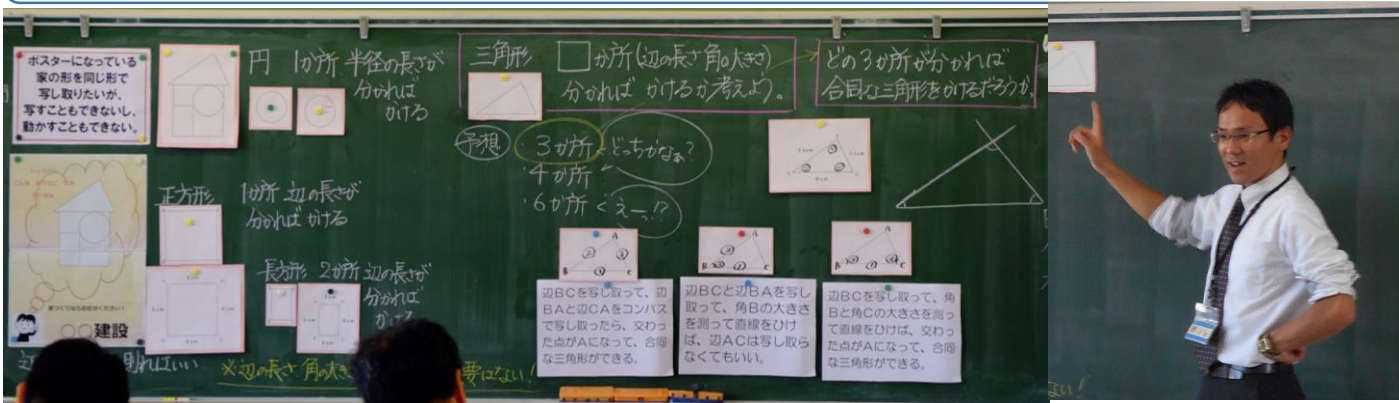 ポスターになっている
家の形を同じ形で
写し取りたいが、
写すこともできないし、
動かすこともできない。
○○建設
円 1か所 半径の長さが
分かれば
かける
正方形 1か所 辺の長さが
分かれば かける
長方形 2か所 辺の長さが
分かれば
かける
ればいい
※辺の長さ 角の大き
要はない!
三角形 □か所(辺の長さ 角の大きさ)
分かれば かけるか考えよう。
どの3か所が分かれば
合同な三角形をかけるだろうか。
予想
3か所 どっちかなぁ?
・4か所
・6か所 < えーっ!?
A
B
C
① ② ③
辺BCを写し取って、辺
BAと辺CAをコンパス
で写し取ったら、交わっ
た点がAになって、合同
な三角形ができる。
A
B
C
辺BCと辺BAを写し
取って、角Bの大きさ
を測って直線をひけ
ば、辺ACは写し取ら
なくてもいい。
A
B
C
辺BCを写し取って、角
Bと角Cの大きさを測っ
て直線をひけば、交わっ
た点がAになって、合同
な三角形ができる。